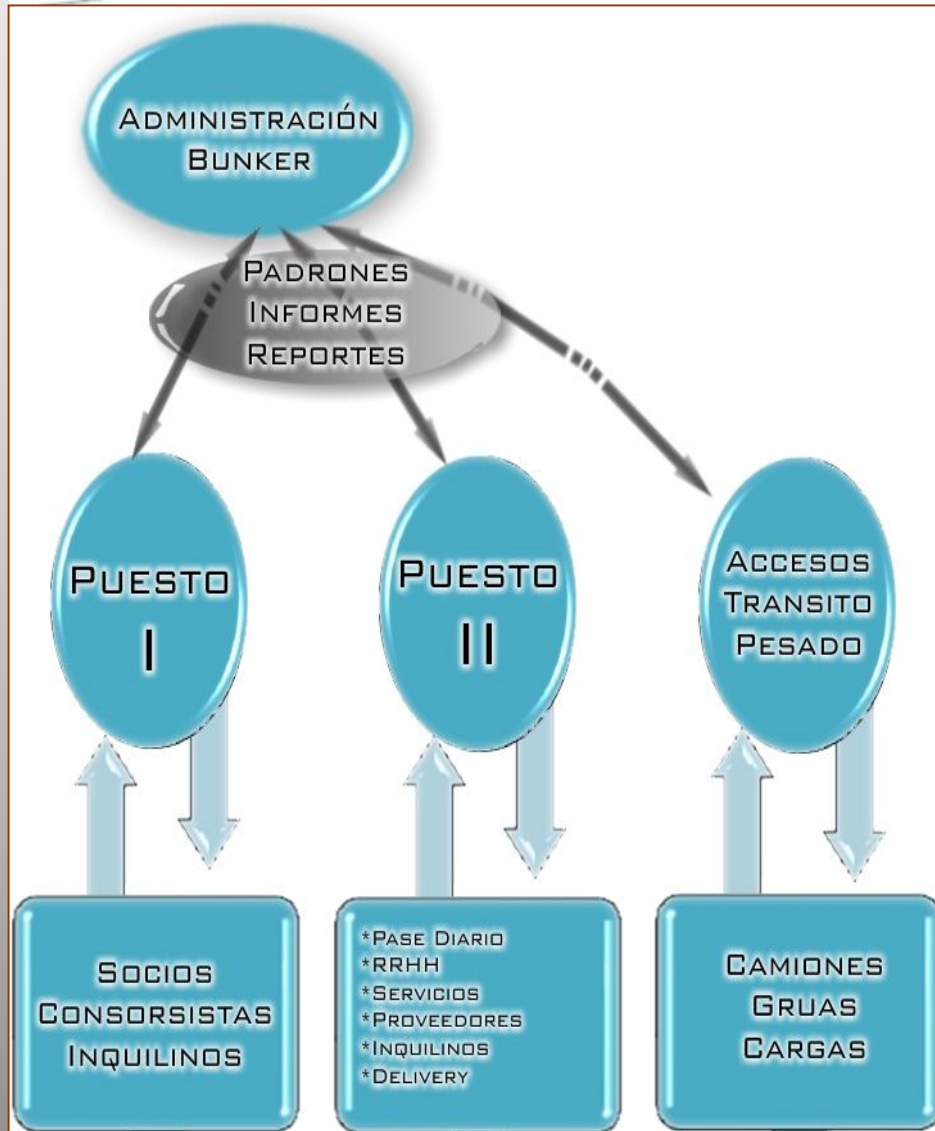 ADMINISTRACIÓN
BUNKER
PADRONES
INFORMES
REPORTES
PUESTO
I
PUESTO
II
ACCESOS
TRANSITO
PESADO
SOCIOS
CONSORSISTAS
INQUILINOS
*PASE DIARIO
*RRHH
*SERVICIOS
*PROVEEDORES
*INQUILINOS
*DELIVERY
CAMIONES
GRUAS
CARGAS